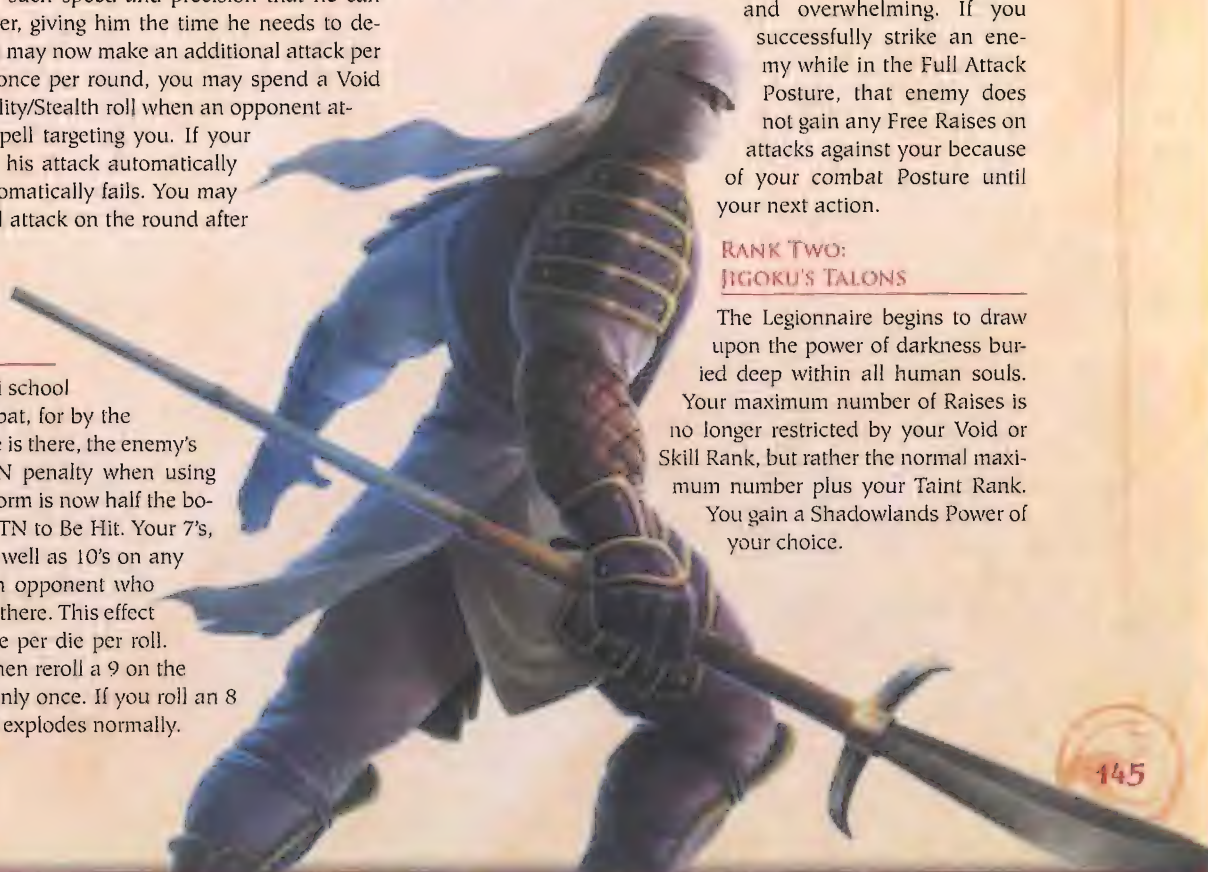 such speed and precision that he can
er, giving him the time he needs to de-
may now make an additional attack per
once per round, you may spend a Void
lity/Stealth roll when an opponent at-
pell targeting you. If your
his attack automatically
omatically fails. You may
l attack on the round after
i school
bat, for by the
e is there, the enemy's
N penalty when using
orm is now half the bo-
TN to Be Hit. Your 7's,
well as 10's on any
n opponent who
there. This effect
e per die per roll.
hen reroll a 9 on the
nly once. If you roll an 8
explodes normally.
and overwhelming. If you
successfully strike an ene-
my while in the Full Attack
Posture, that enemy does
not gain any Free Raises on
attacks against your because
of your combat Posture until
your next action.
RANK TWO:
JIGOKU'S TALONS
The Legionnaire begins to draw
upon the power of darkness bur-
ied deep within all human souls.
Your maximum number of Raises is
no longer restricted by your Void or
Skill Rank, but rather the normal maxi-
mum number plus your Taint Rank.
You gain a Shadowlands Power of
your choice.
145